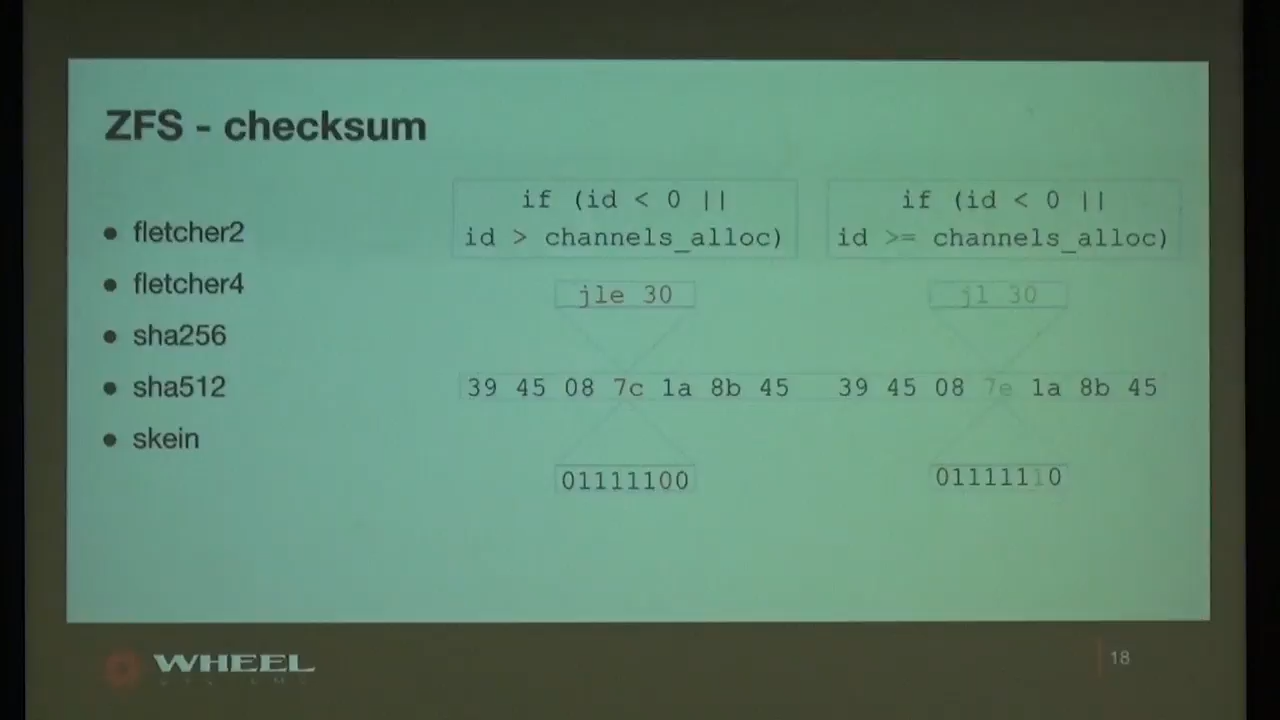 ZFS - checksum
• fletcher2
• fletcher4
• sha256
• sha512
• skein
if (id < 0 ||
id > channels_alloc)
jle 30
39 45 08 7c 1a 8b 45
01111100
if (id < 0 ||
id >= channels_alloc)
jl 30
39 45 08 7e 1a 8b 45
01111110
WHEEL
18